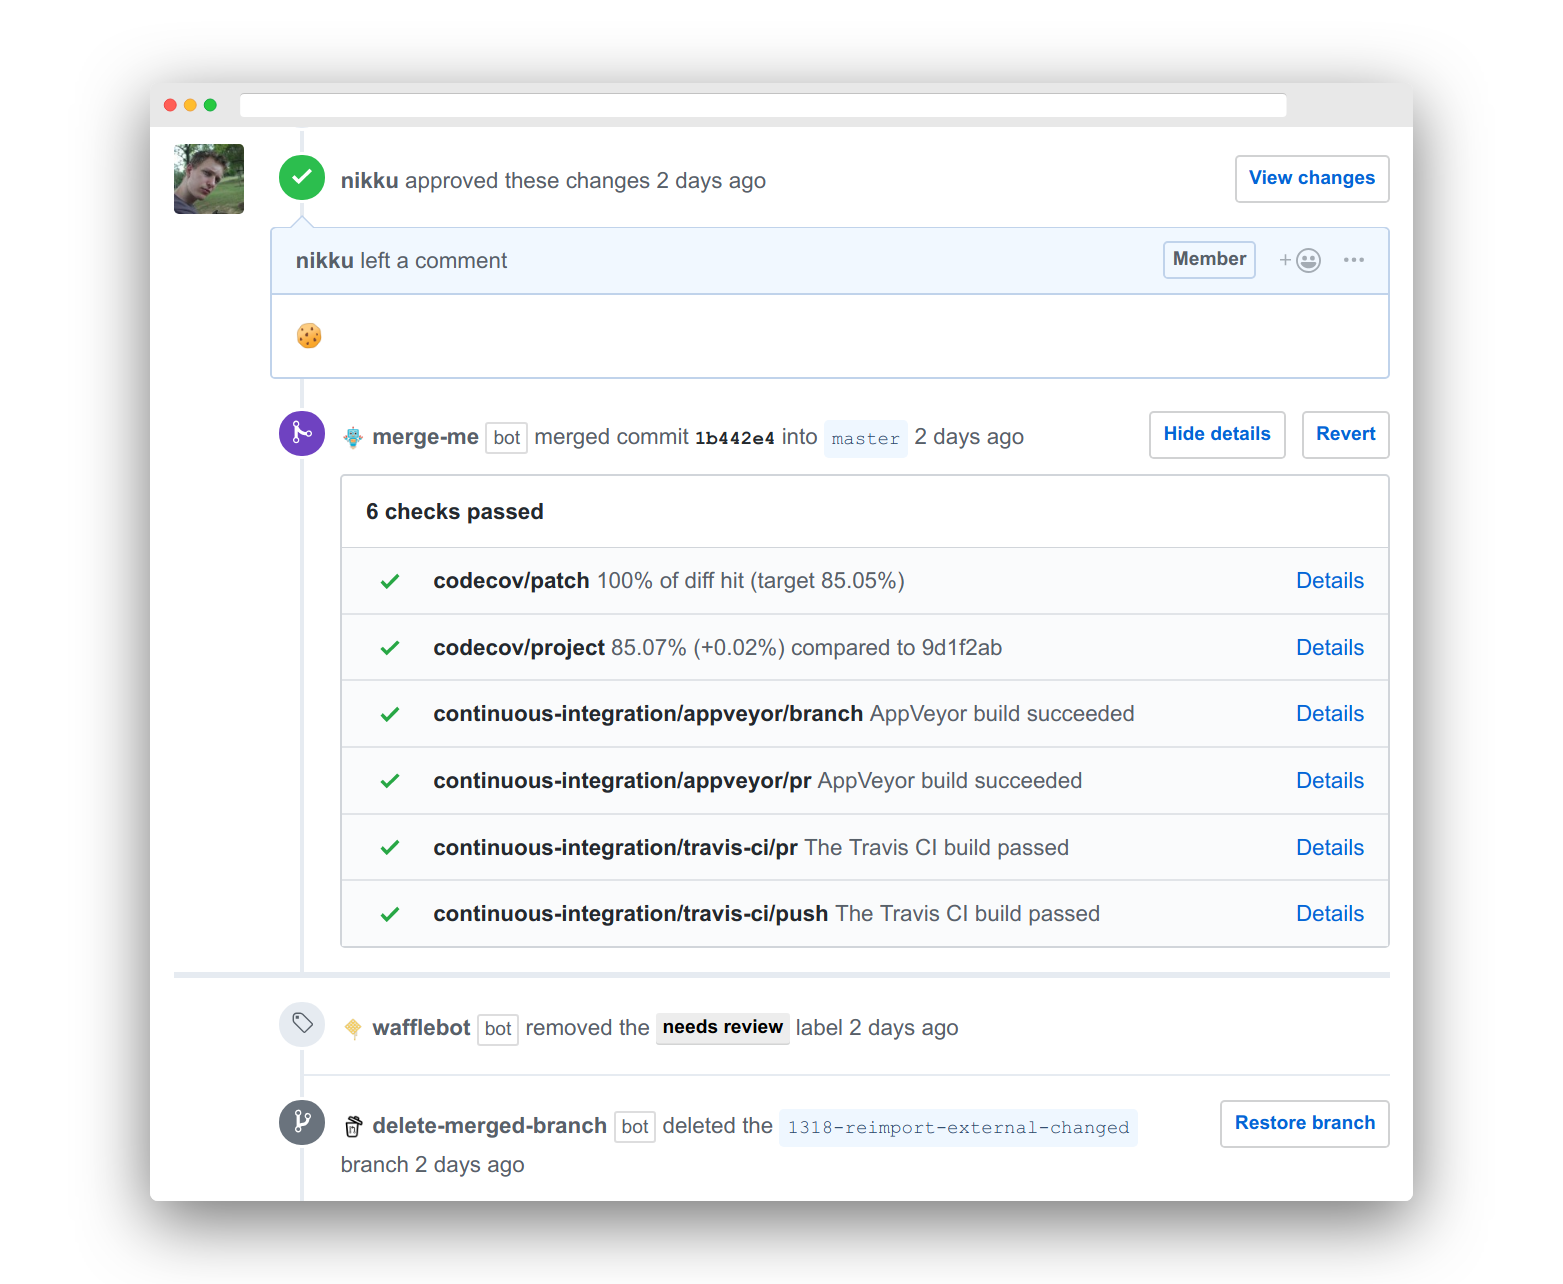 nikku approved these changes 2 days ago
View changes
nikku left a comment
Member
🍪
merge-me bot merged commit 1b442e4 into master 2 days ago
Hide details
Revert
6 checks passed
codecov/patch 100% of diff hit (target 85.05%) Details
codecov/project 85.07% (+0.02%) compared to 9d1f2ab Details
continuous-integration/appveyor/branch AppVeyor build succeeded Details
continuous-integration/appveyor/pr AppVeyor build succeeded Details
continuous-integration/travis-ci/pr The Travis CI build passed Details
continuous-integration/travis-ci/push The Travis CI build passed Details
wafflebot bot removed the needs review label 2 days ago
delete-merged-branch bot deleted the 1318-reimport-external-changed
Restore branch
branch 2 days ago